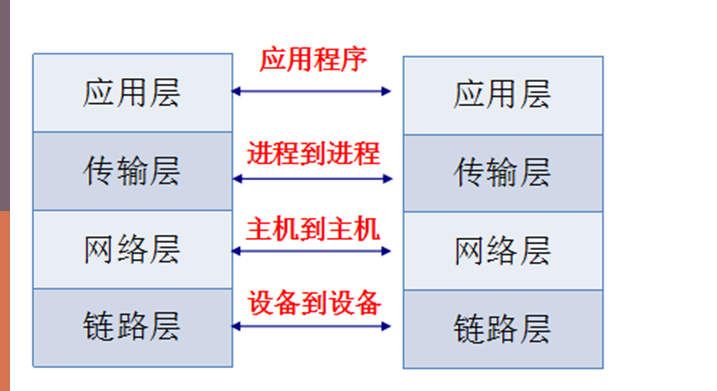 应用程序
应用层
应用层
进程到进程
传输层
传输层
主机到主机
网络层
网络层
设备到设备
链路层
链路层